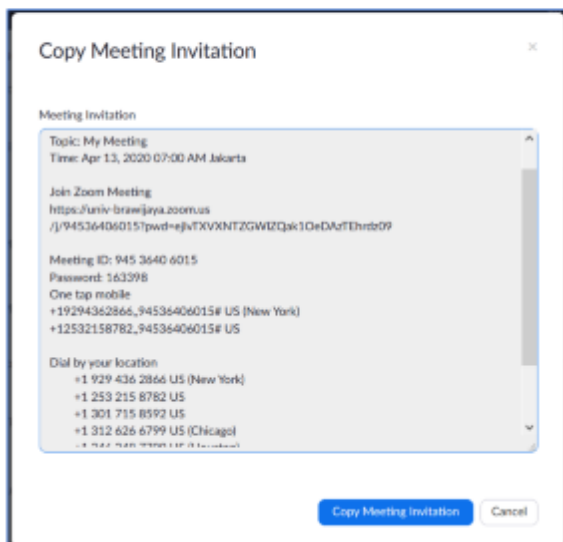 Copy Meeting Invitation
×
Meeting Invitation
Topic: My Meeting
Time: Apr 13, 2020 07:00 AM Jakarta
Join Zoom Meeting
https://univ-brawijaya.zoom.us
Meeting ID: 945 3640 6015
Password: 163398
One tap mobile
+19294362866,,94536406015# US (New York)
+12532158782,,94536406015# US
Dial by your location
+1 929 436 2866 US (New York)
+1 253 215 8782 US
+1 301 715 8592 US
+1 312 626 6799 US (Chicago)
Copy Meeting Invitation
Cancel